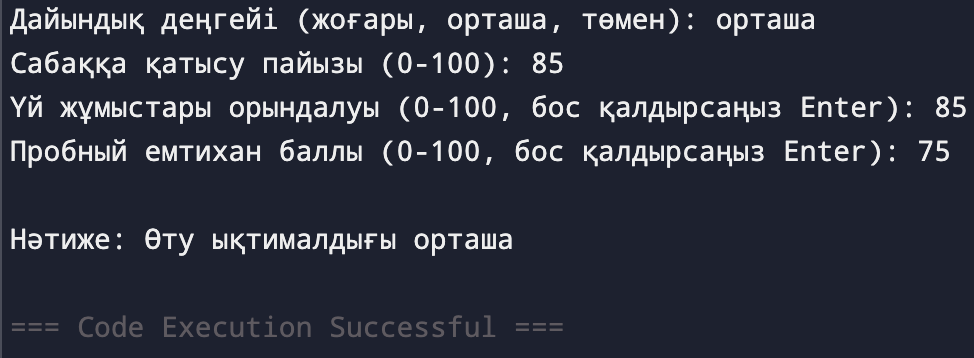 Дайындық деңгейі (жоғары, орташа, төмен): орташа
Сабаққа қатысу пайызы (0-100): 85
Үй жұмыстары орындалуы (0-100, бос қалдырсаңыз Enter): 85
Пробный емтихан баллы (0-100, бос қалдырсаңыз Enter): 75
Нәтиже: Өту ықтималдығы орташа
=== Code Execution Successful ===